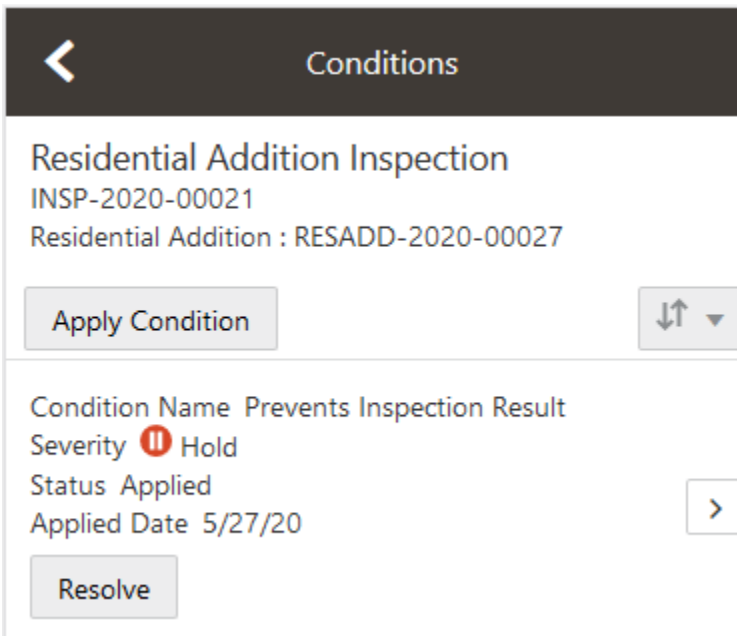 Conditions
Residential Addition Inspection
INSP-2020-00021
Residential Addition : RESADD-2020-00027
Apply Condition
Condition Name Prevents Inspection Result
Severity Hold
Status Applied
Applied Date 5/27/20
Resolve